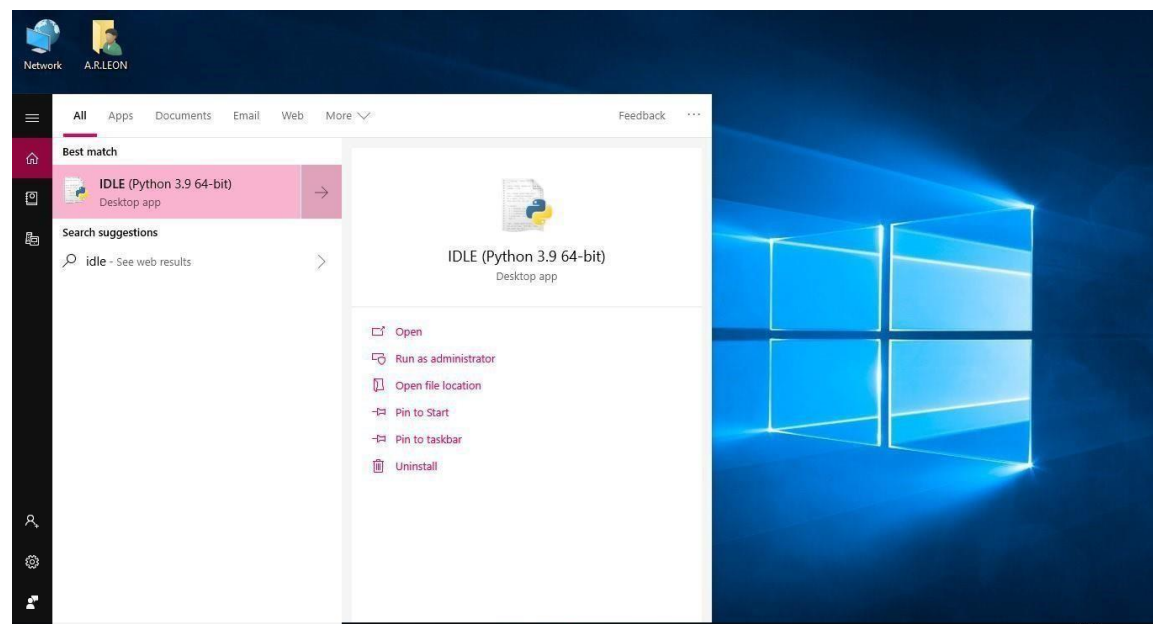 Network
A.R.LEON
All Apps Documents Email Web More Feedback ...
Best match
IDLE (Python 3.9 64-bit)
Desktop app
Search suggestions
idle - See web results
IDLE (Python 3.9 64-bit)
Desktop app
Open
Run as administrator
Open file location
Pin to Start
Pin to taskbar
Uninstall